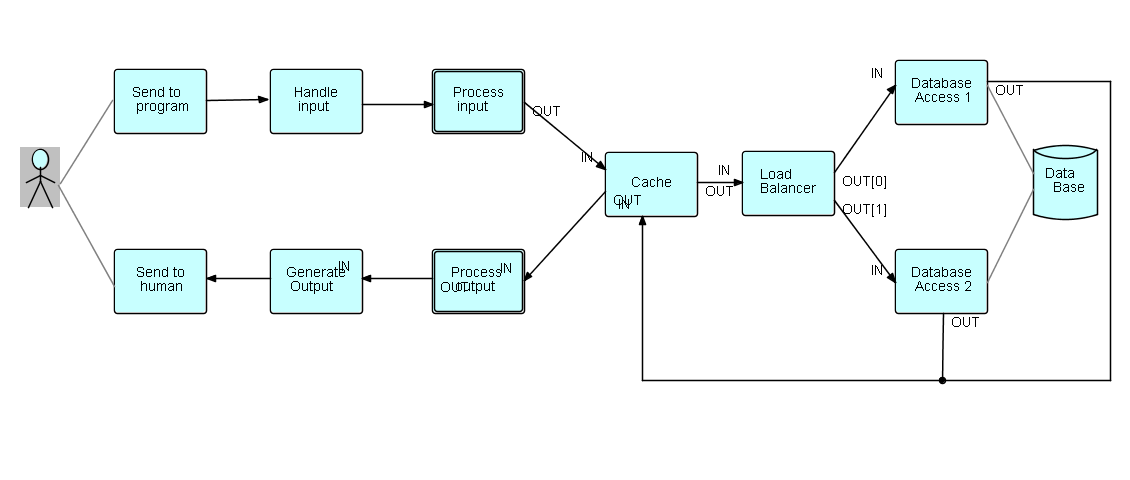 Send to
program
Handle
input
Process
input
OUT
IN
Cache
OUT
IN
IN
OUT
Load
Balancer
OUT[0]
OUT[1]
IN
Database
Access 1
OUT
Data
Base
IN
Database
Access 2
OUT
Send to
human
Generate
Output
IN
Process
output
IN
OUT